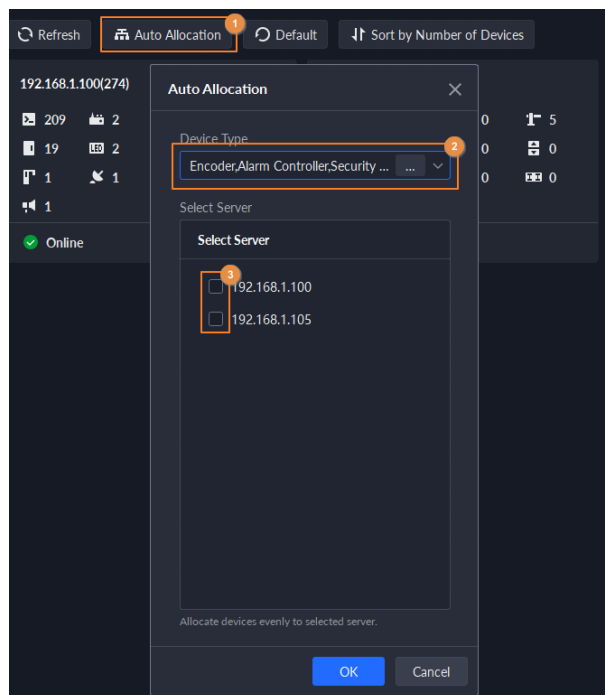 Refresh Auto Allocation 1 Default Sort by Number of Devices
192.168.1.100(274)
Auto Allocation
209 2 0 5
Device Type 2
19 LED 2 0 0
Encoder,Alarm Controller,Security ... ...
1 1 0 0
1
Select Server
Online
Select Server
3
192.168.1.100
192.168.1.105
Allocate devices evenly to selected server.
OK Cancel